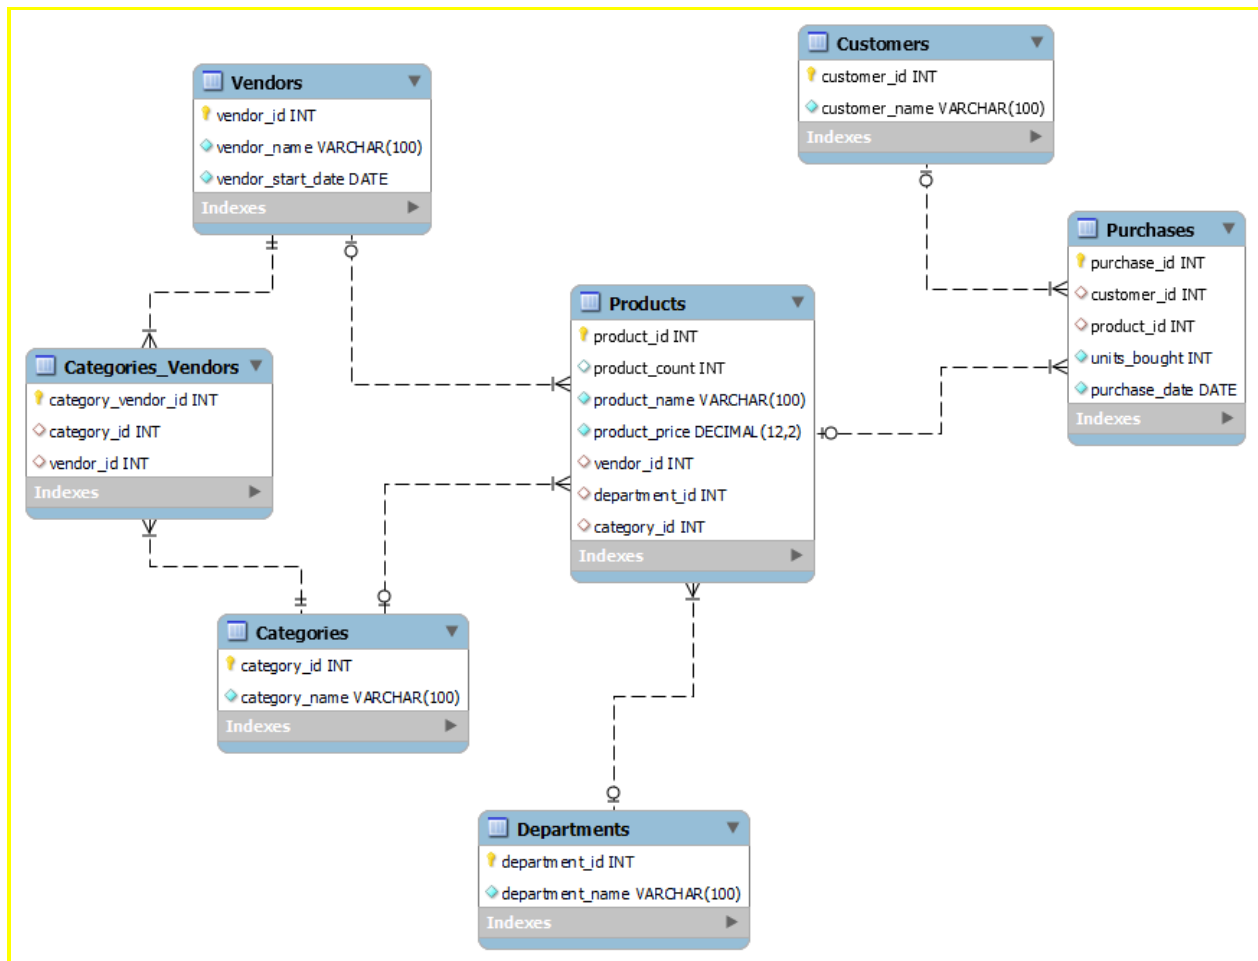 Customers
customer_id INT
customer_name VARCHAR(100)
Indexes
Vendors
vendor_id INT
vendor_name VARCHAR(100)
vendor_start_date DATE
Indexes
Purchases
purchase_id INT
customer_id INT
product_id INT
units_bought INT
purchase_date DATE
Indexes
Products
product_id INT
product_count INT
product_name VARCHAR(100)
product_price DECIMAL(12,2)
vendor_id INT
department_id INT
category_id INT
Indexes
Categories_Vendors
category_vendor_id INT
category_id INT
vendor_id INT
Indexes
Categories
category_id INT
category_name VARCHAR(100)
Indexes
Departments
department_id INT
department_name VARCHAR(100)
Indexes